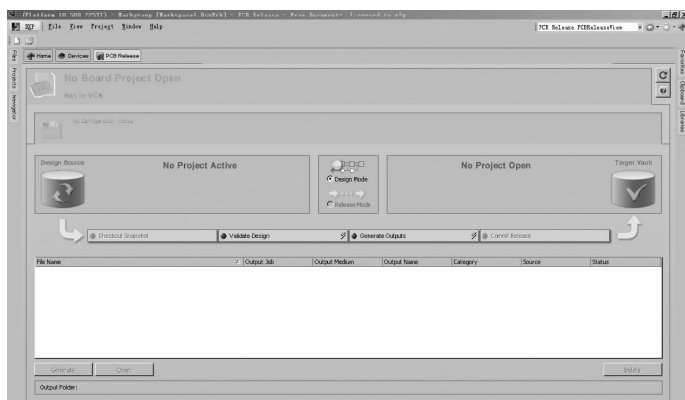 DXP File View Project Window Help
PCB Release.PCBReleaseView
Home Devices PCB Release
Files
Projects
Navigator
Favorites
Clipboard
Libraries
No Board Project Open
Not in VCS
Design Source
No Project Active
Design Mode
Release Mode
No Project Open
Target Vault
Checkout Snapshot Validate Design Generate Outputs Commit Release
File Name Output Job Output Medium Output Name Category Source Status
Generate Open Delete
Output Folder: